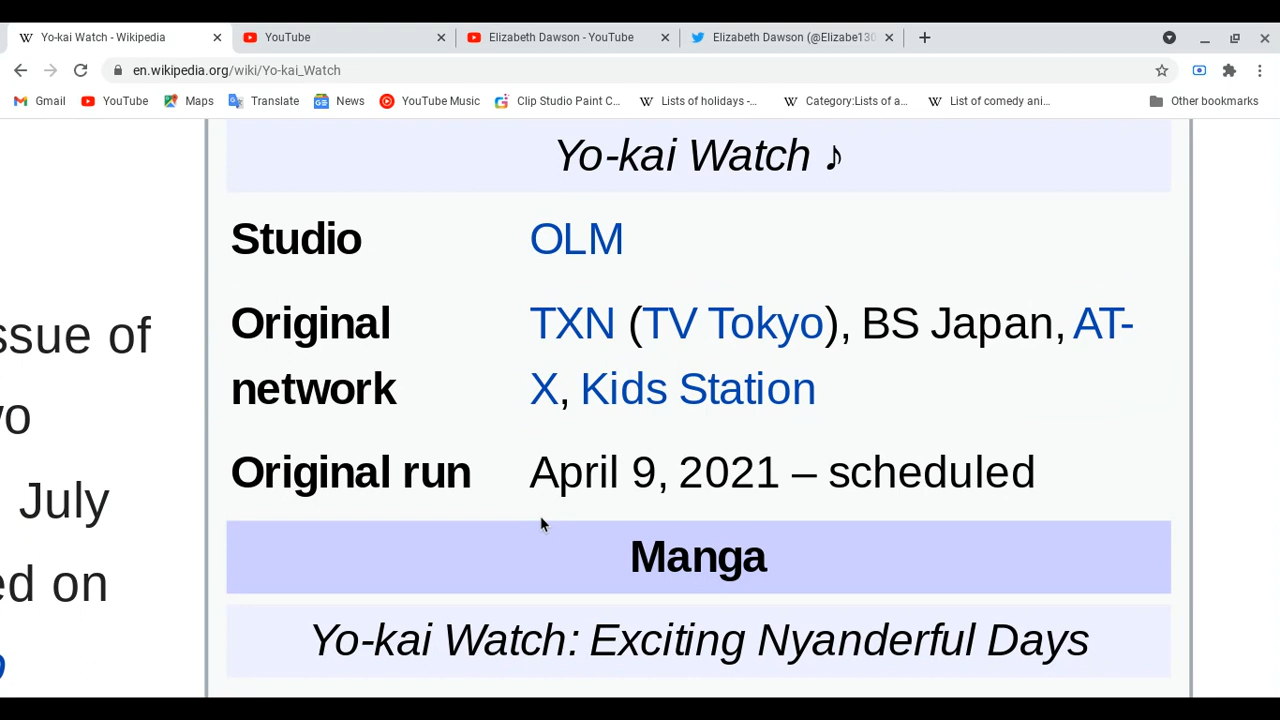 Yo-kai Watch - Wikipedia
YouTube
Elizabeth Dawson - YouTube
Elizabeth Dawson (@Elizabe130
en.wikipedia.org/wiki/Yo-kai_Watch
Gmail
YouTube
Maps
Translate
News
YouTube Music
Clip Studio Paint C...
Lists of holidays -...
Category:Lists of a...
List of comedy ani...
Other bookmarks
Yo-kai Watch ♪
Studio OLM
Original TXN (TV Tokyo), BS Japan, AT-
network X, Kids Station
Original run April 9, 2021 – scheduled
Manga
Yo-kai Watch: Exciting Nyanderful Days
ssue of
July
ed on